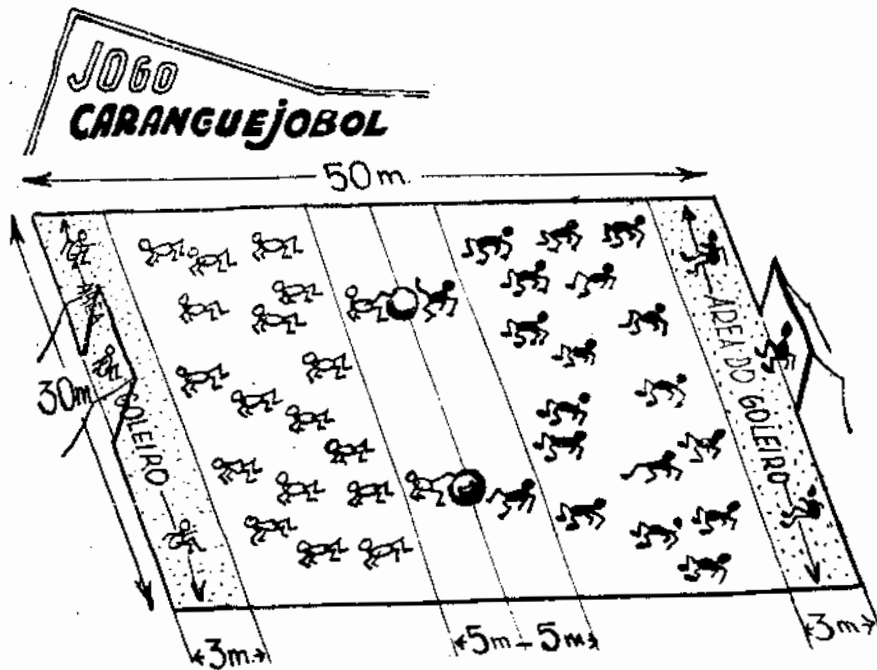 JOGO
CARANGUEJOBOL
50m.
30m
GOLEIRO
ÁREA DO GOLEIRO
3m
5m - 5m
3m